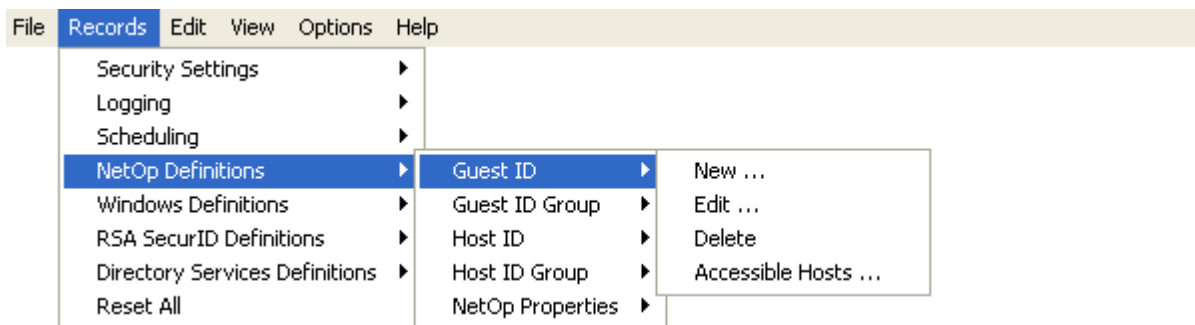 File Records Edit View Options Help
Security Settings
Logging
Scheduling
NetOp Definitions Guest ID New ...
Windows Definitions Guest ID Group Edit ...
RSA SecurID Definitions Host ID Delete
Directory Services Definitions Host ID Group Accessible Hosts ...
Reset All NetOp Properties